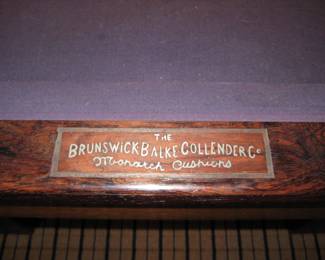 THE
BRUNSWICK BALKE COLLENDER Co
Monarch Cushions